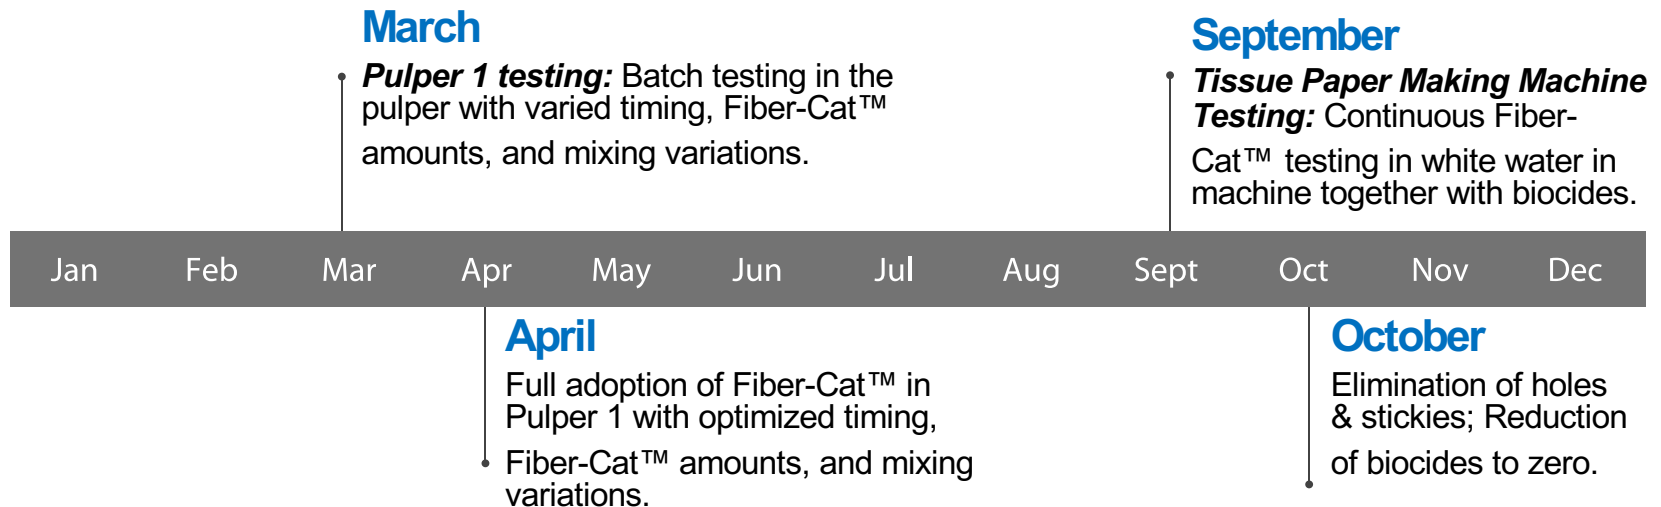 March
Pulper 1 testing: Batch testing in the
pulper with varied timing, Fiber-Cat™
amounts, and mixing variations.
September
Tissue Paper Making Machine
Testing: Continuous Fiber-
Cat™ testing in white water in
machine together with biocides.
Jan Feb Mar Apr May Jun Jul Aug Sept Oct Nov Dec
April
Full adoption of Fiber-Cat™ in
Pulper 1 with optimized timing,
Fiber-Cat™ amounts, and mixing
variations.
October
Elimination of holes
& stickies; Reduction
of biocides to zero.